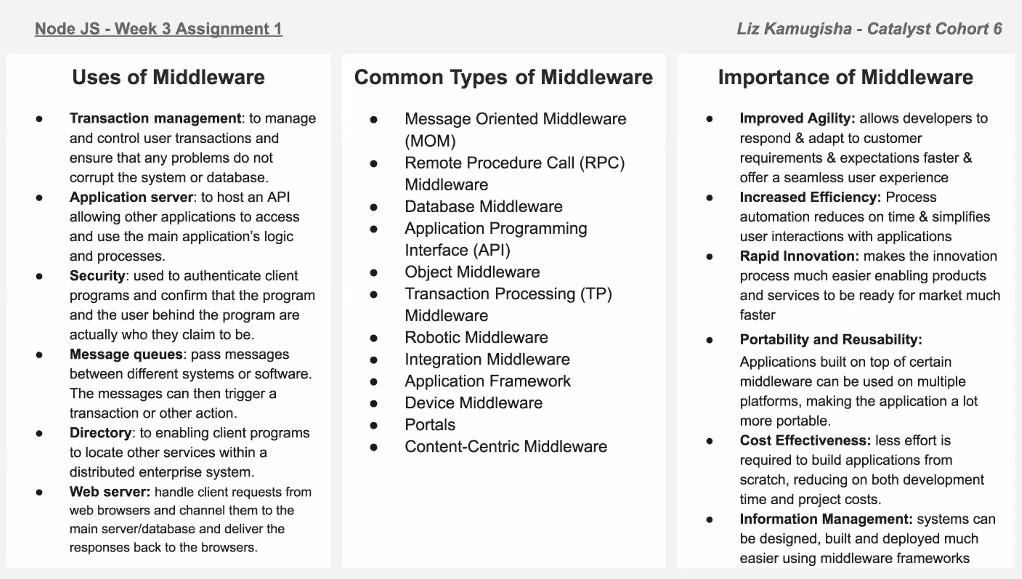 Node JS - Week 3 Assignment 1
Liz Kamugisha - Catalyst Cohort 6
Uses of Middleware
● Transaction management: to manage
and control user transactions and
ensure that any problems do not
corrupt the system or database.
● Application server: to host an API
allowing other applications to access
and use the main application's logic
and processes.
● Security: used to authenticate client
programs and confirm that the program
and the user behind the program are
actually who they claim to be.
● Message queues: pass messages
between different systems or software.
The messages can then trigger a
transaction or other action.
● Directory: to enabling client programs
to locate other services within a
distributed enterprise system.
● Web server: handle client requests from
web browsers and channel them to the
main server/database and deliver the
responses back to the browsers.
Common Types of Middleware
● Message Oriented Middleware
(MOM)
● Remote Procedure Call (RPC)
Middleware
● Database Middleware
● Application Programming
Interface (API)
● Object Middleware
● Transaction Processing (TP)
Middleware
● Robotic Middleware
● Integration Middleware
● Application Framework
● Device Middleware
● Portals
● Content-Centric Middleware
Importance of Middleware
● Improved Agility: allows developers to
respond & adapt to customer
requirements & expectations faster &
offer a seamless user experience
● Increased Efficiency: Process
automation reduces on time & simplifies
user interactions with applications
● Rapid Innovation: makes the innovation
process much easier enabling products
and services to be ready for market much
faster
● Portability and Reusability:
Applications built on top of certain
middleware can be used on multiple
platforms, making the application a lot
more portable.
● Cost Effectiveness: less effort is
required to build applications from
scratch, reducing on both development
time and project costs.
● Information Management: systems can
be designed, built and deployed much
easier using middleware frameworks